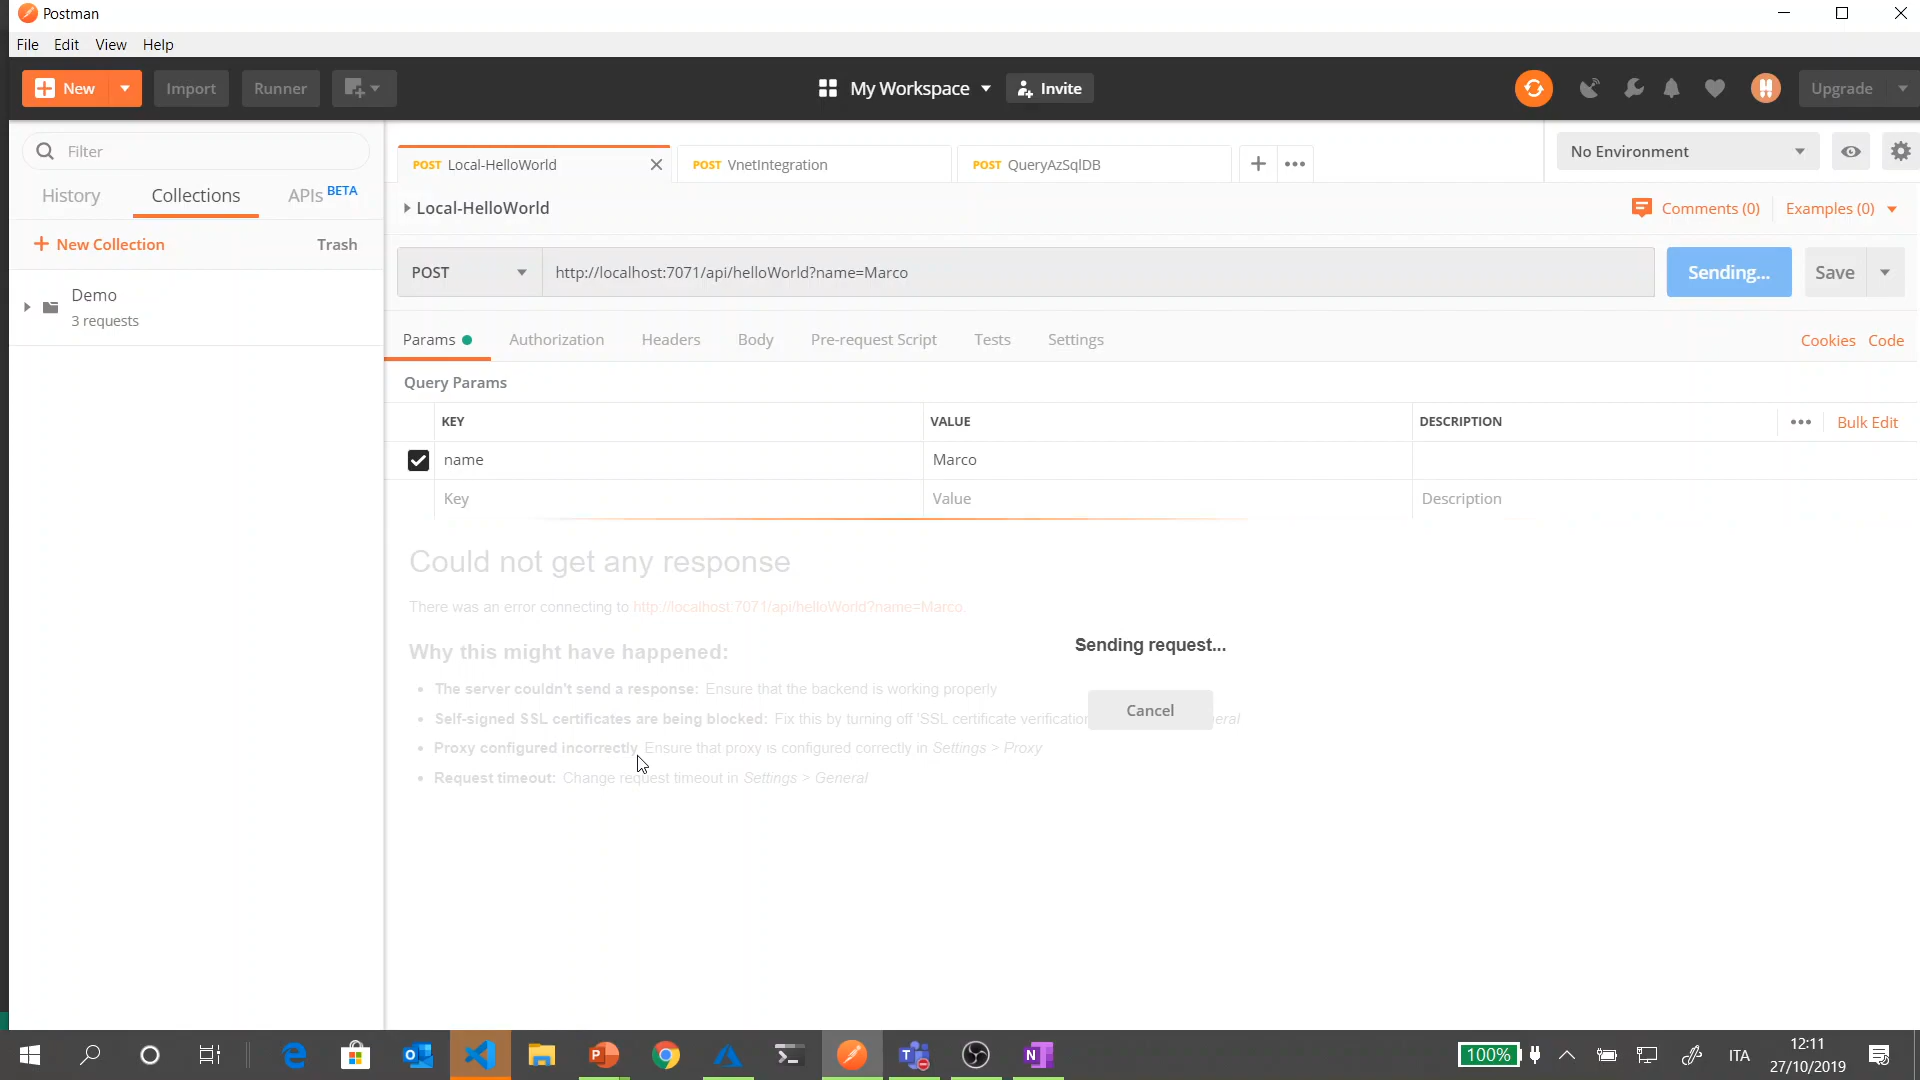 Postman
File Edit View Help
New Import Runner My Workspace Invite Upgrade
Filter
History Collections APIs BETA
New Collection Trash
Demo
3 requests
POST Local-HelloWorld POST VnetIntegration POST QueryAzSqlDB No Environment
Local-HelloWorld Comments (0) Examples (0)
POST http://localhost:7071/api/helloWorld?name=Marco Sending... Save
Params Authorization Headers Body Pre-request Script Tests Settings Cookies Code
Query Params
KEY VALUE DESCRIPTION Bulk Edit
name Marco
Key Value Description
Could not get any response
There was an error connecting to http://localhost:7071/api/helloWorld?name=Marco.
Why this might have happened:
Sending request...
The server couldn't send a response: Ensure that the backend is working properly
Self-signed SSL certificates are being blocked: Fix this by turning off 'SSL certificate verification
Cancel
Proxy configured incorrectly Ensure that proxy is configured correctly in Settings > Proxy
Request timeout: Change request timeout in Settings > General
100% ITA 12:11
27/10/2019